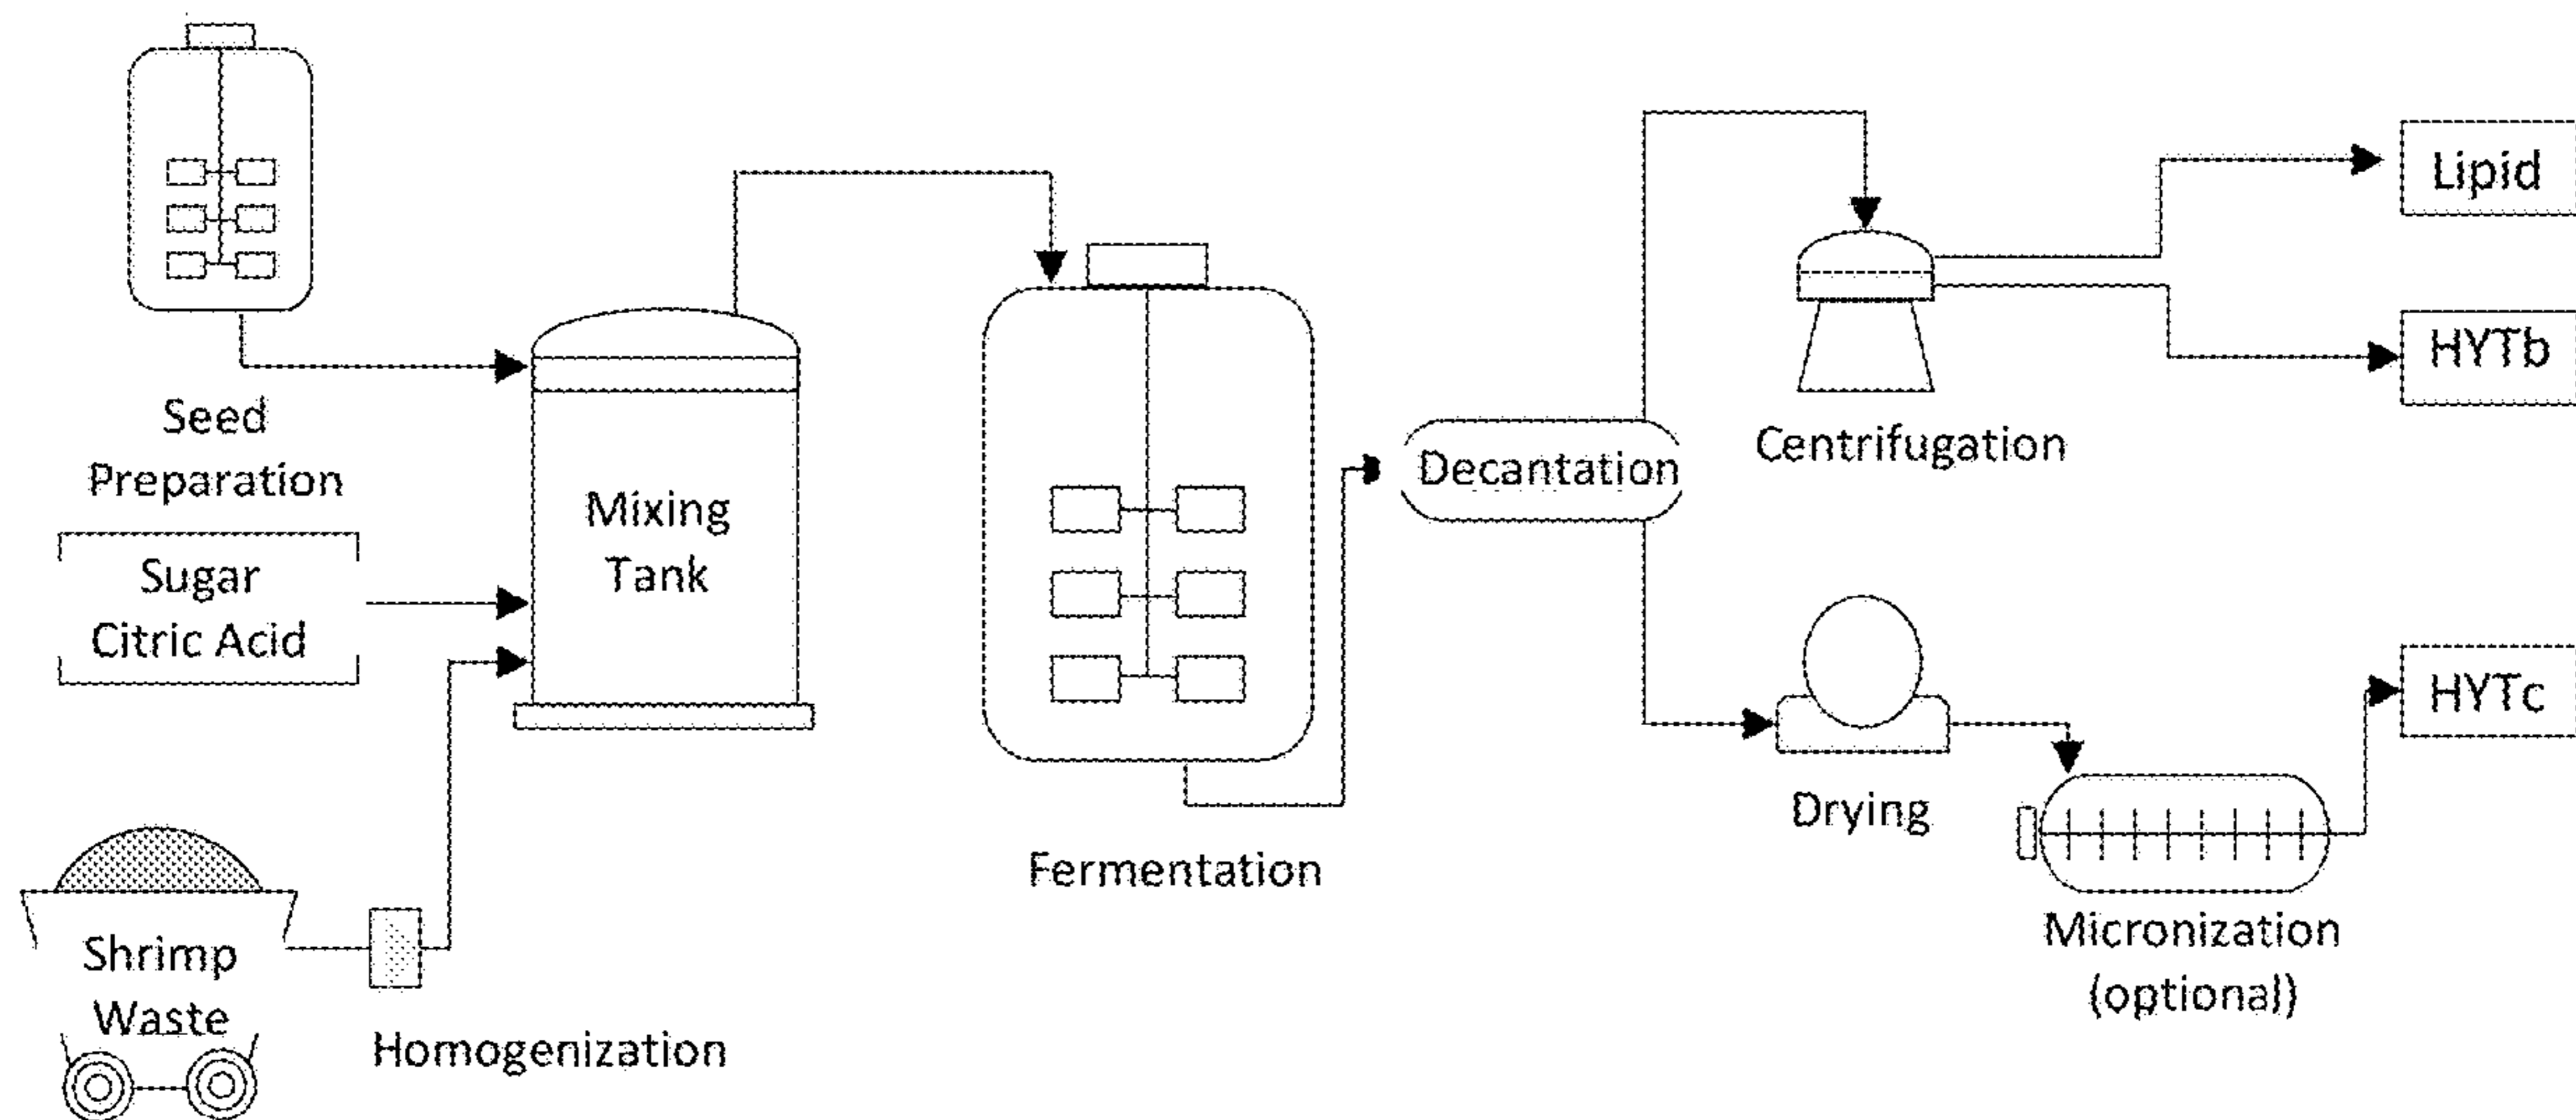 Seed
Preparation
Sugar
Citric Acid
Shrimp
Waste
Homogenization
Mixing
Tank
Fermentation
Decantation
Centrifugation
Lipid
HYTb
Drying
Micronization
(optional)
HYTc